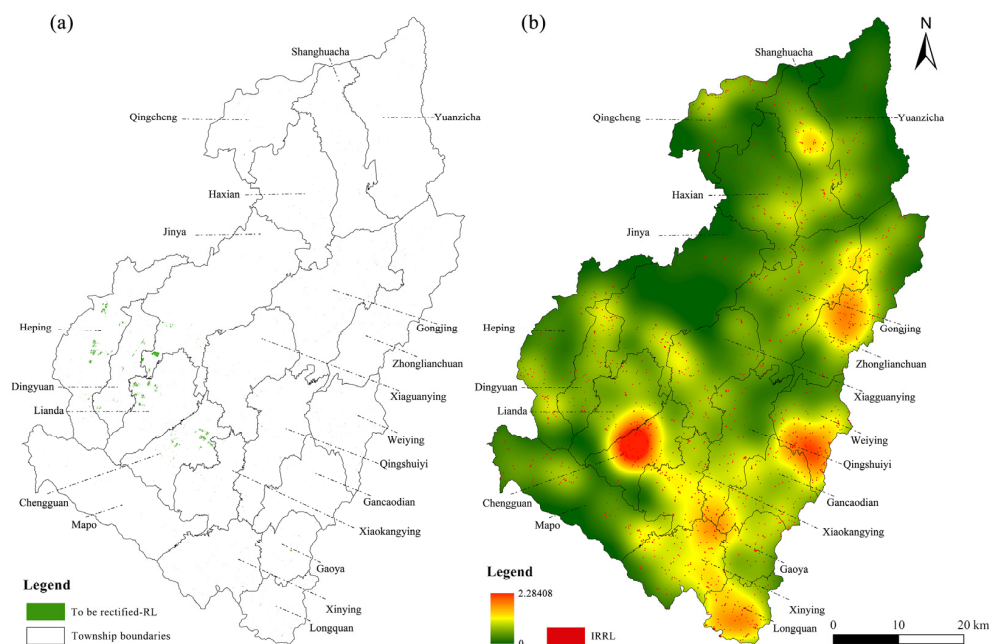 (a)
Shanghuacha
Qingcheng
Yuanzicha
Haxian
Jinya
Heping
Gongjing
Zhonglianchuan
Dingyuan
Xiaguanying
Lianda
Weiying
Qingshuiyi
Chengguan
Gancaodian
Mapo
Xiaokangying
Gaoya
Xinying
Longquan
Legend
To be rectified-RL
Township boundaries
(b)
N
Shanghuacha
Qingcheng
Yuanzicha
Haxian
Jinya
Heping
Gongjing
Zhonglianchuan
Dingyuan
Xiagguanying
Lianda
Weiying
Qingshuiyi
Chengguan
Gancaodian
Mapo
Xiaokangying
Gaoya
Xinying
Longquan
Legend
2.28408
0
IRRL
0 10 20 km